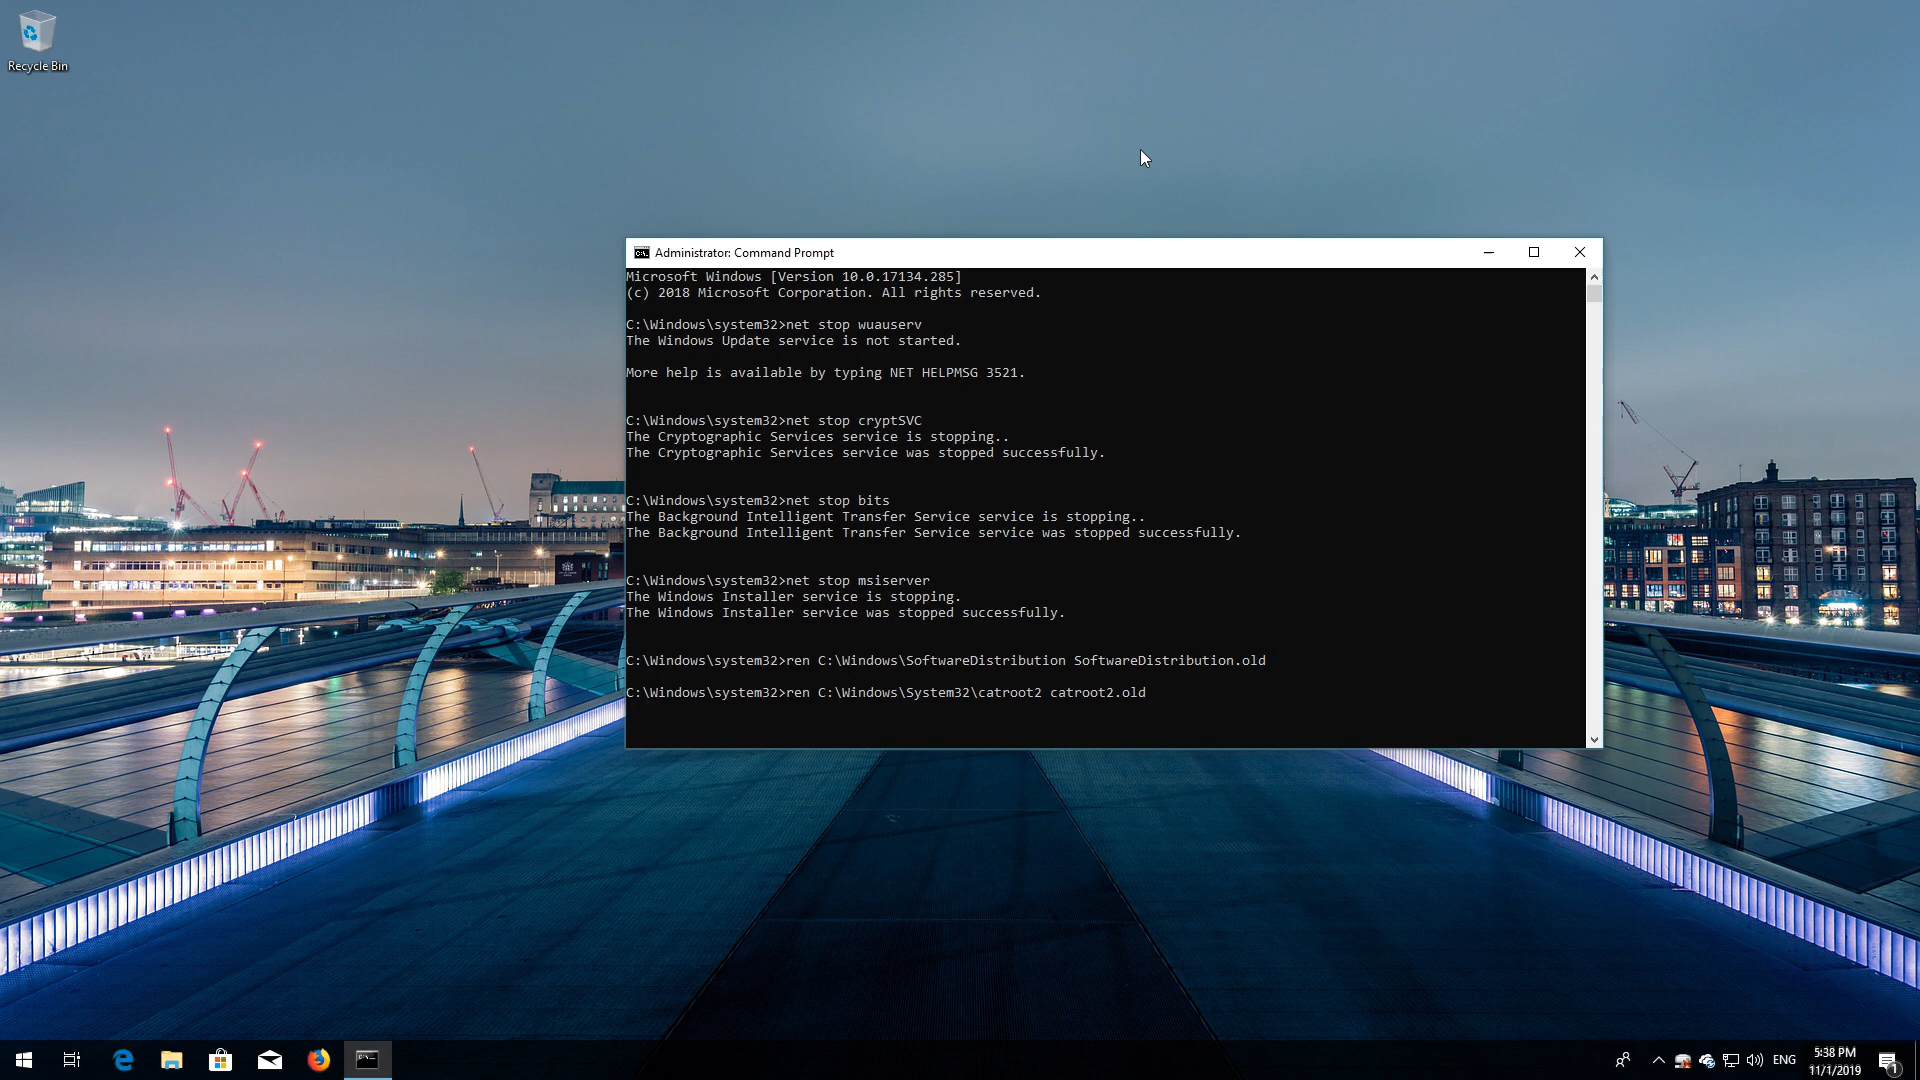 Recycle Bin
Administrator: Command Prompt
Microsoft Windows [Version 10.0.17134.285]
(c) 2018 Microsoft Corporation. All rights reserved.
C:\Windows\system32>net stop wuauserv
The Windows Update service is not started.
More help is available by typing NET HELPMSG 3521.
C:\Windows\system32>net stop cryptSVC
The Cryptographic Services service is stopping..
The Cryptographic Services service was stopped successfully.
C:\Windows\system32>net stop bits
The Background Intelligent Transfer Service service is stopping..
The Background Intelligent Transfer Service service was stopped successfully.
C:\Windows\system32>net stop msiserver
The Windows Installer service is stopping.
The Windows Installer service was stopped successfully.
C:\Windows\system32>ren C:\Windows\SoftwareDistribution SoftwareDistribution.old
C:\Windows\system32>ren C:\Windows\System32\catroot2 catroot2.old
ENG
5:38 PM
11/1/2019
1